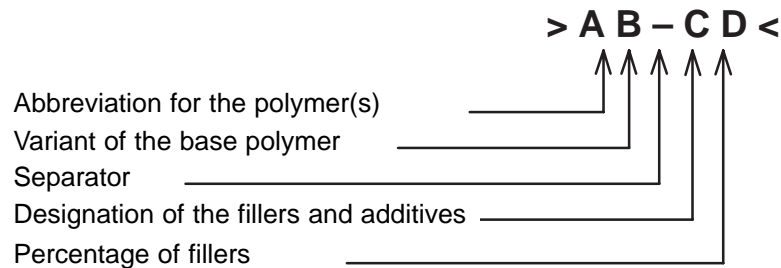 > A B – C D <
Abbreviation for the polymer(s)
Variant of the base polymer
Separator
Designation of the fillers and additives
Percentage of fillers